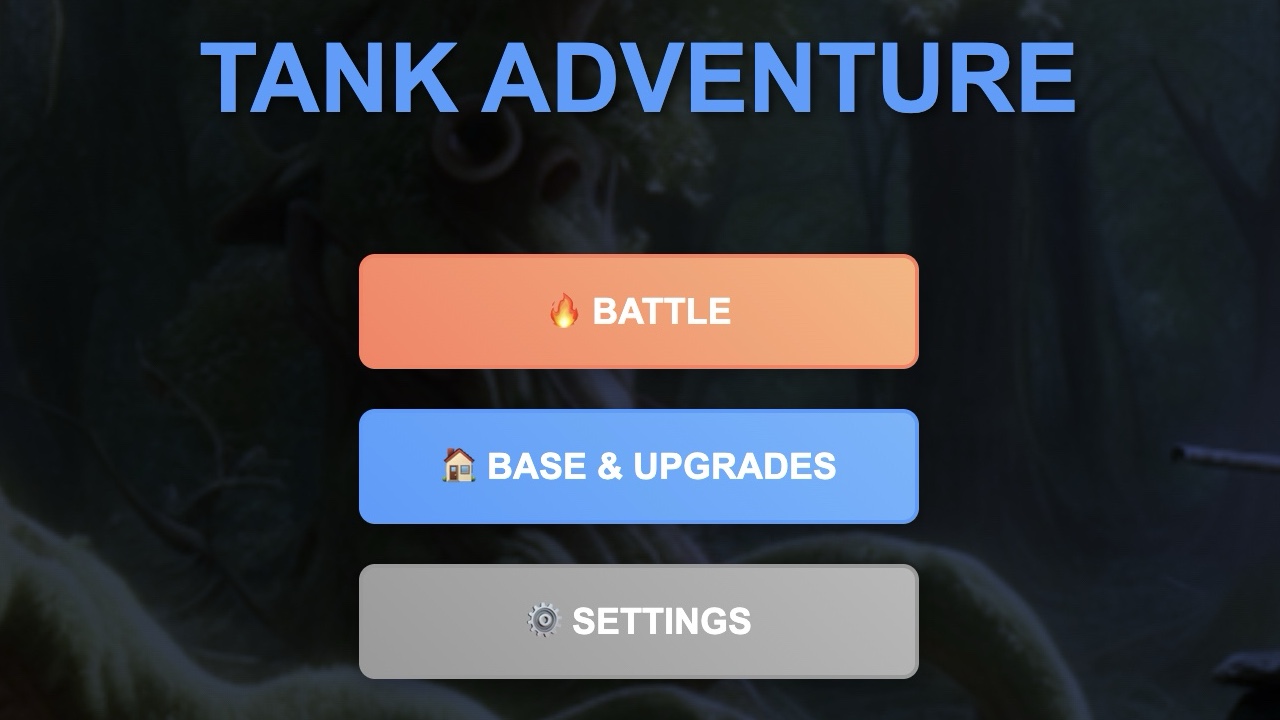 TANK ADVENTURE
🔥 BATTLE
🏠 BASE & UPGRADES
⚙️ SETTINGS